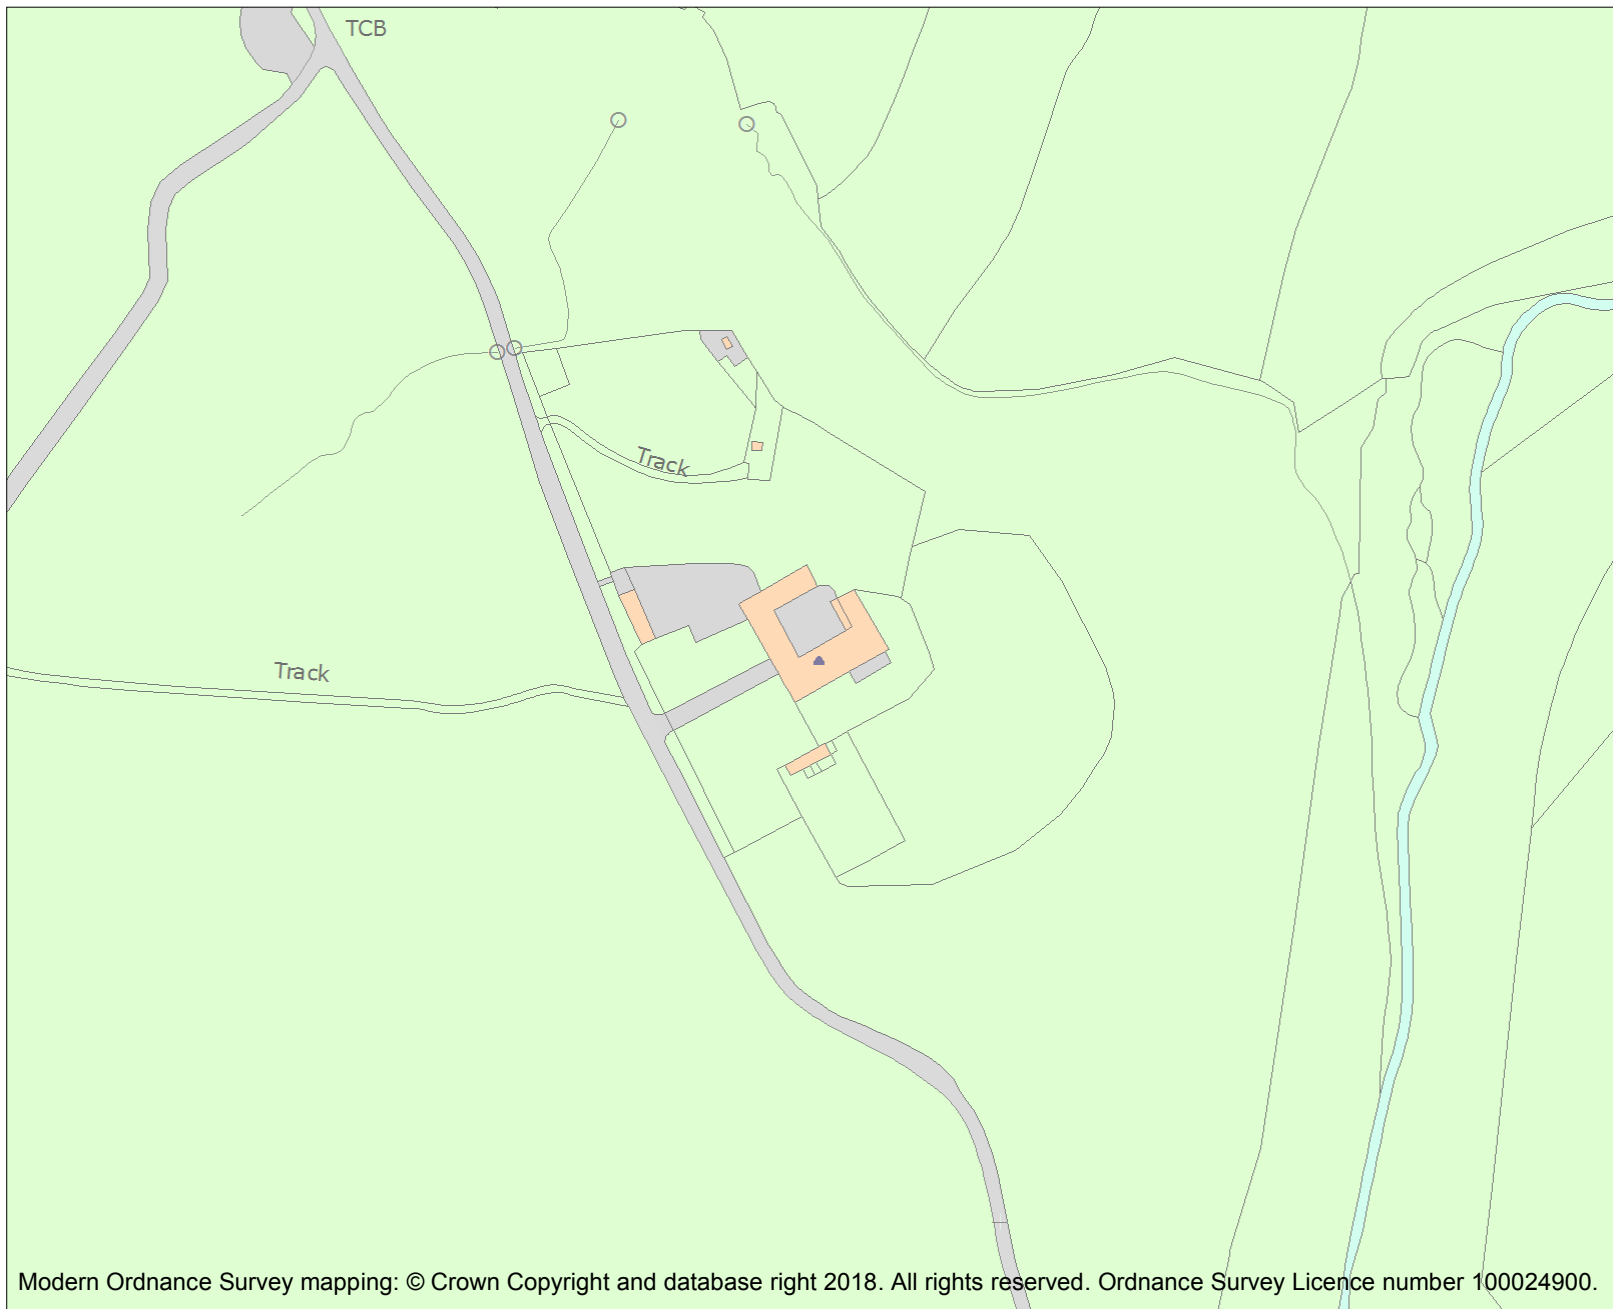 TCB
Track
Track
Modern Ordnance Survey mapping: © Crown Copyright and database right 2018. All rights reserved. Ordnance Survey Licence number 100024900.